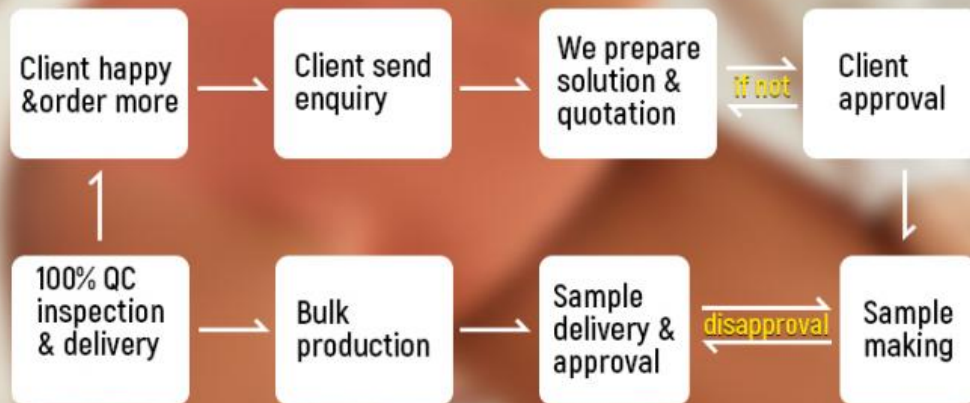 Client happy
&order more
Client send
enquiry
We prepare
solution &
quotation
if not
Client
approval
100% QC
inspection
& delivery
Bulk
production
Sample
delivery &
approval
disapproval
Sample
making